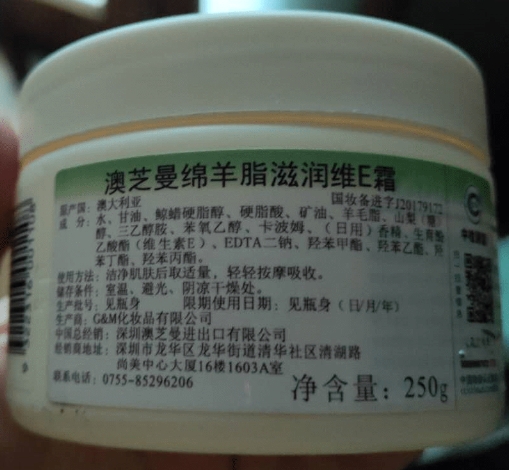 澳芝曼绵羊脂滋润维E霜
原产国：澳大利亚
国妆备进字J20179122
成 分：水、甘油、鲸蜡硬脂醇、硬脂酸、矿油、羊毛脂、山梨（糖）
醇、三乙醇胺、苯氧乙醇、卡波姆、（日用）香精、生育酚
乙酸酯（维生素E）、EDTA二钠、羟苯甲酯、羟苯乙酯、羟
苯丁酯、羟苯丙酯。
使用方法：洁净肌肤后取适量，轻轻按摩吸收。
储存条件：室温、避光、阴凉干燥处。
生产批号：见瓶身 限期使用日期：见瓶身（日/月/年）
生产商：G&M化妆品有限公司
中国总经销：深圳澳芝曼进出口有限公司
经销商地址：深圳市龙华区龙华街道清华社区清湖路
尚美中心大厦16楼1603A室
联系电话：0755-85296206
净含量：250g